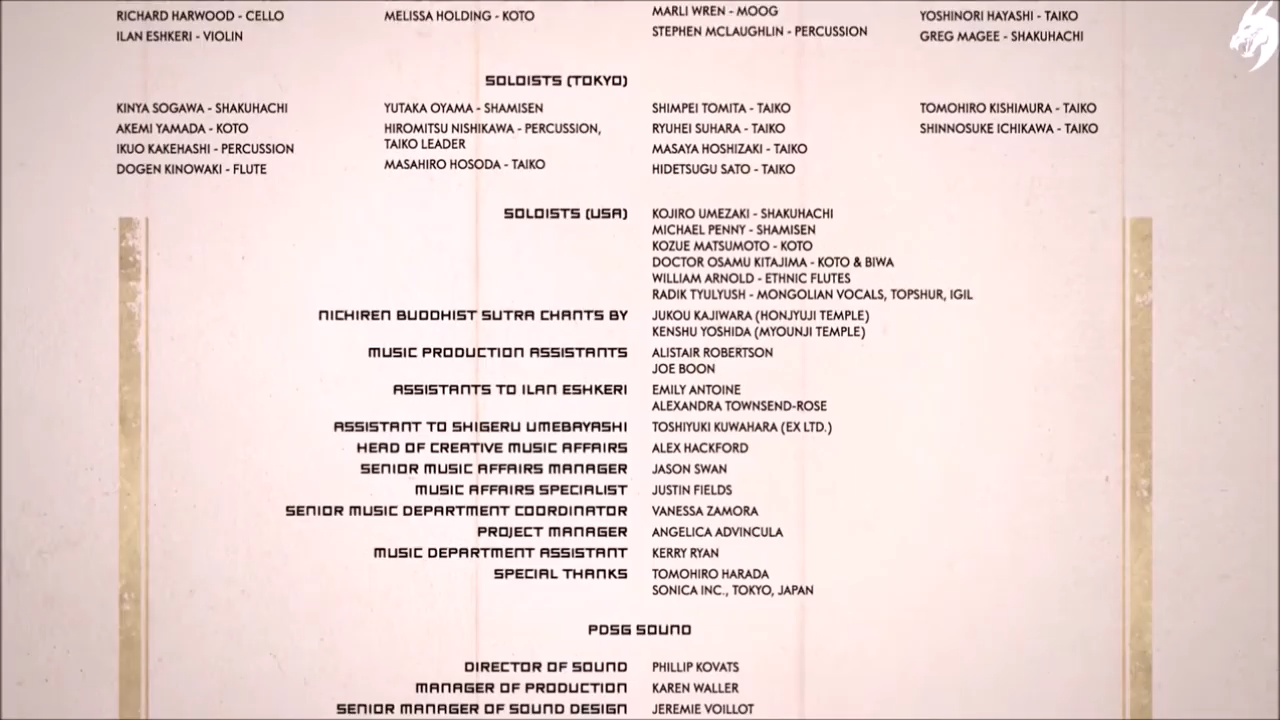 RICHARD HARWOOD - CELLO
ILAN ESHKERI - VIOLIN
MELISSA HOLDING - KOTO
MARLI WREN - MOOG
STEPHEN MCLAUGHLIN - PERCUSSION
YOSHINORI HAYASHI - TAIKO
GREG MAGEE - SHAKUHACHI
SOLOISTS (TOKYO)
KINYA SOGAWA - SHAKUHACHI
AKEMI YAMADA - KOTO
IKUO KAKEHASHI - PERCUSSION
DOGEN KINOWAKI - FLUTE
YUTAKA OYAMA - SHAMISEN
HIROMITSU NISHIKAWA - PERCUSSION,
TAIKO LEADER
MASAHIRO HOSODA - TAIKO
SHIMPEI TOMITA - TAIKO
RYUHEI SUHARA - TAIKO
MASAYA HOSHIZAKI - TAIKO
HIDETSUGU SATO - TAIKO
TOMOHIRO KISHIMURA - TAIKO
SHINNOSUKE ICHIKAWA - TAIKO
SOLOISTS (USA) KOJIRO UMEZAKI - SHAKUHACHI
MICHAEL PENNY - SHAMISEN
KOZUE MATSUMOTO - KOTO
DOCTOR OSAMU KITAJIMA - KOTO & BIWA
WILLIAM ARNOLD - ETHNIC FLUTES
RADIK TYULYUSH - MONGOLIAN VOCALS, TOPSHUR, IGIL
NICHIREN BUDDHIST SUTRA CHANTS BY JUKOU KAJIWARA (HONJYUJI TEMPLE)
KENSHU YOSHIDA (MYOUNJI TEMPLE)
MUSIC PRODUCTION ASSISTANTS ALISTAIR ROBERTSON
JOE BOON
ASSISTANTS TO ILAN ESHKERI EMILY ANTOINE
ALEXANDRA TOWNSEND-ROSE
ASSISTANT TO SHIGERU UMEBAYASHI TOSHIYUKI KUWAHARA (EX LTD.)
HEAD OF CREATIVE MUSIC AFFAIRS ALEX HACKFORD
SENIOR MUSIC AFFAIRS MANAGER JASON SWAN
MUSIC AFFAIRS SPECIALIST JUSTIN FIELDS
SENIOR MUSIC DEPARTMENT COORDINATOR VANESSA ZAMORA
PROJECT MANAGER ANGELICA ADVINCULA
MUSIC DEPARTMENT ASSISTANT KERRY RYAN
SPECIAL THANKS TOMOHIRO HARADA
SONICA INC., TOKYO, JAPAN
PDSG SOUND
DIRECTOR OF SOUND PHILLIP KOVATS
MANAGER OF PRODUCTION KAREN WALLER
SENIOR MANAGER OF SOUND DESIGN JEREMIE VOILLOT